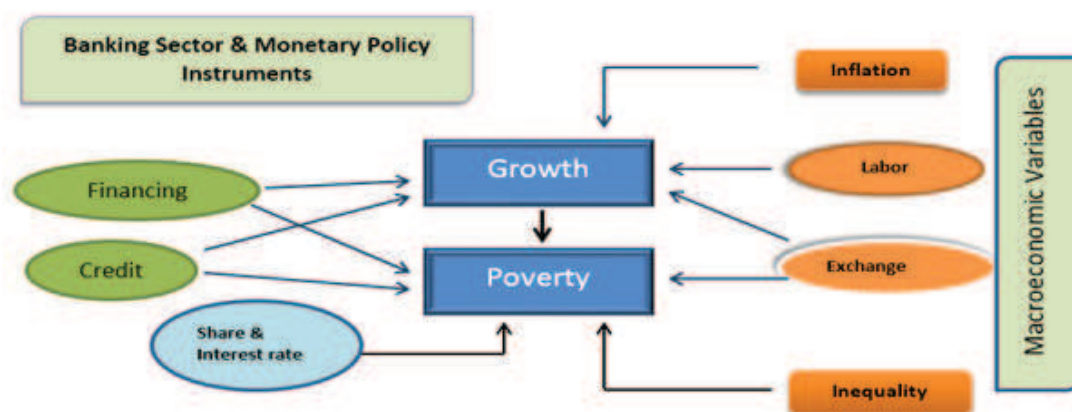 Banking Sector & Monetary Policy
Instruments
Inflation
Growth
Labor
Financing
Credit
Poverty
Exchange
Share &
Interest rate
Inequality
Macroeconomic Variables